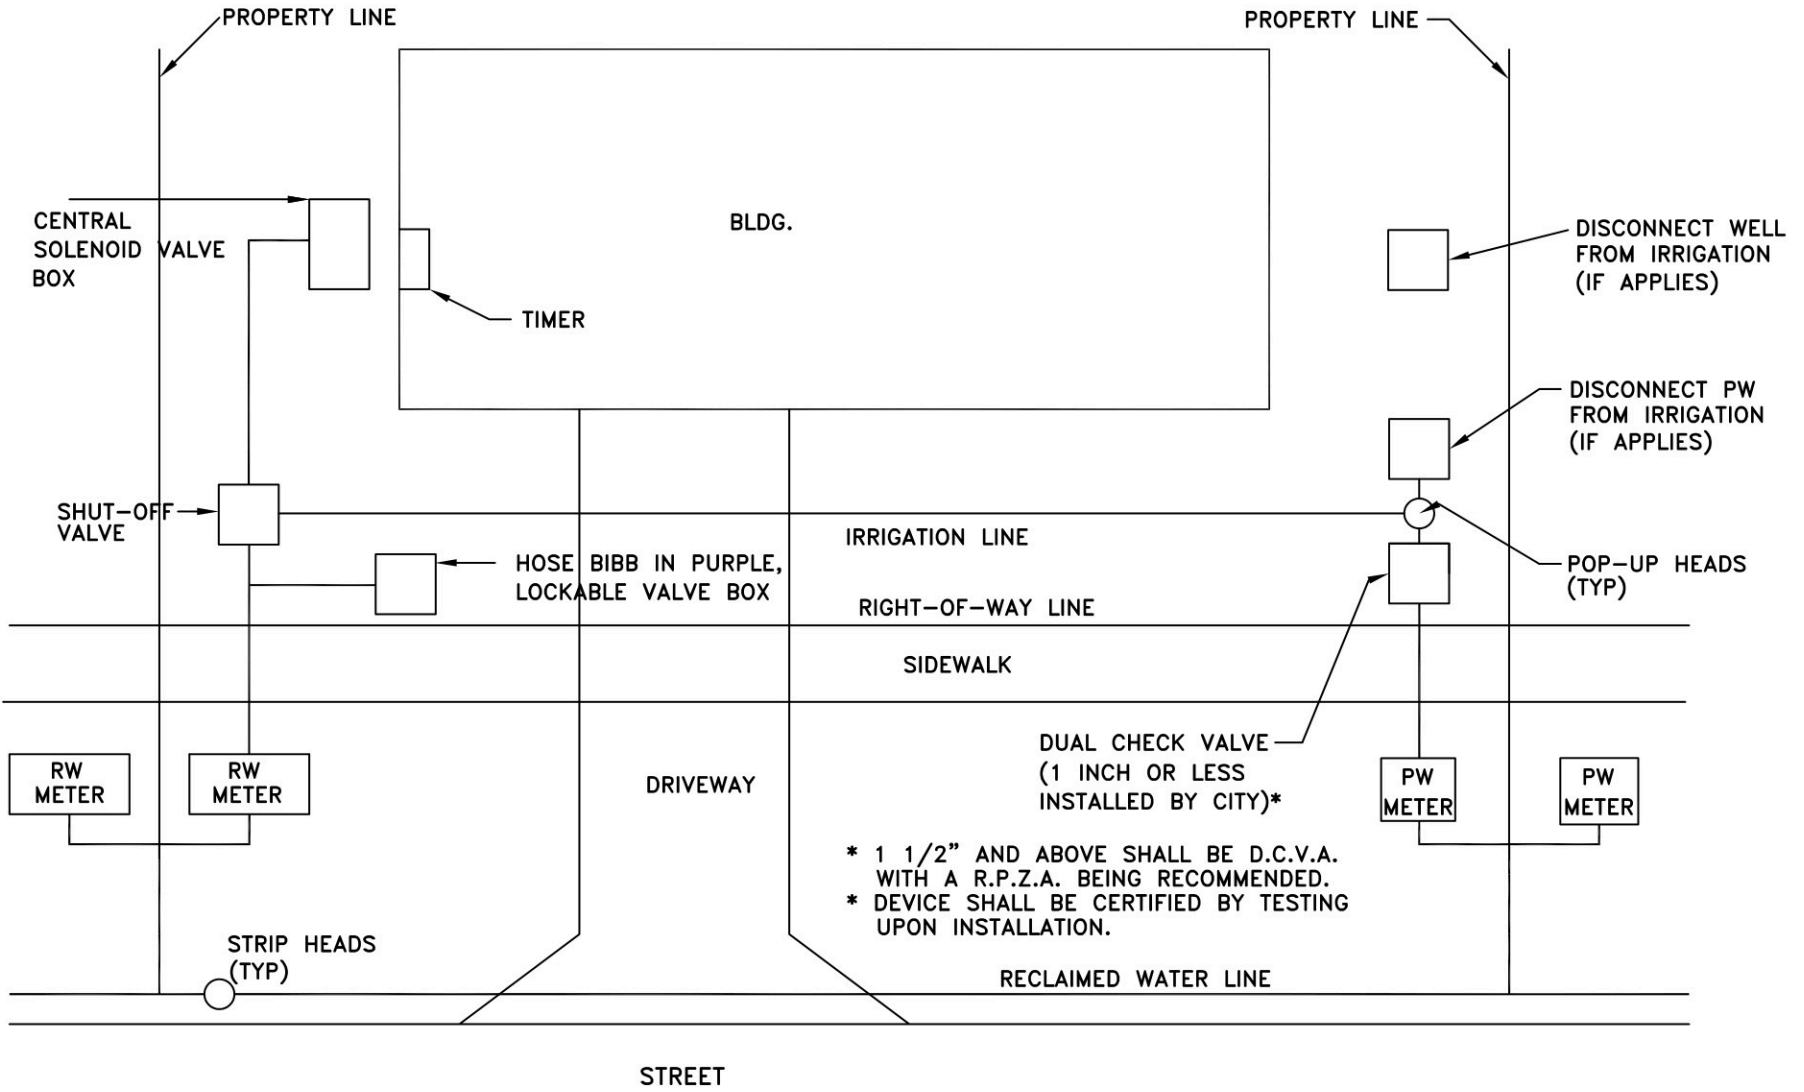 PROPERTY LINE
PROPERTY LINE
CENTRAL
SOLENOID VALVE
BOX
BLDG.
TIMER
DISCONNECT WELL
FROM IRRIGATION
(IF APPLIES)
DISCONNECT PW
FROM IRRIGATION
(IF APPLIES)
SHUT-OFF
VALVE
IRRIGATION LINE
HOSE BIBB IN PURPLE,
LOCKABLE VALVE BOX
POP-UP HEADS
(TYP)
RIGHT-OF-WAY LINE
SIDEWALK
DUAL CHECK VALVE
(1 INCH OR LESS
INSTALLED BY CITY)*
RW
METER
RW
METER
DRIVEWAY
PW
METER
PW
METER
* 1 1/2" AND ABOVE SHALL BE D.C.V.A.
WITH A R.P.Z.A. BEING RECOMMENDED.
* DEVICE SHALL BE CERTIFIED BY TESTING
UPON INSTALLATION.
STRIP HEADS
(TYP)
RECLAIMED WATER LINE
STREET